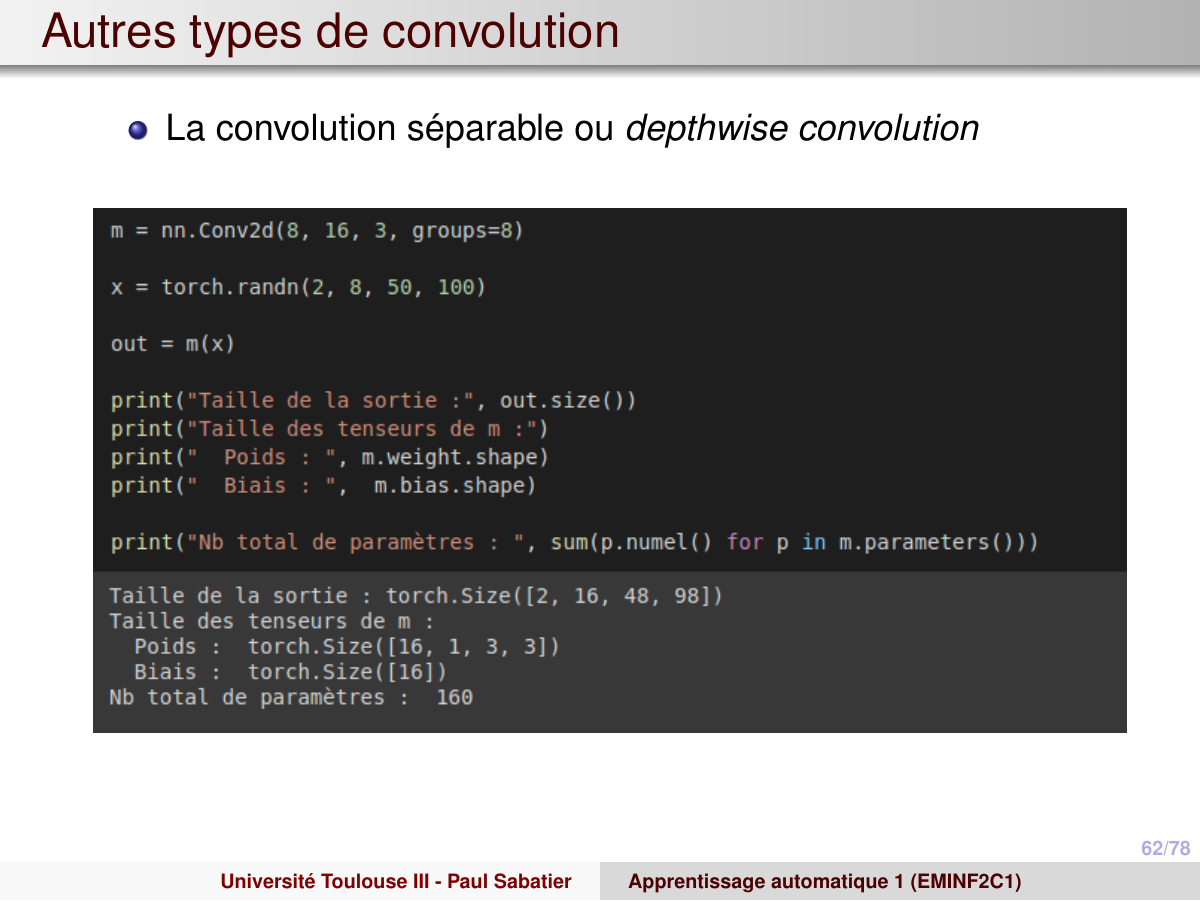 Autres types de convolution
La convolution séparable ou depthwise convolution
m = nn.Conv2d(8, 16, 3, groups=8)
x = torch.randn(2, 8, 50, 100)
out = m(x)
print("Taille de la sortie :", out.size())
print("Taille des tenseurs de m :")
print("  Poids : ", m.weight.shape)
print("  Biais : ",  m.bias.shape)
print("Nb total de paramètres : ", sum(p.numel() for p in m.parameters()))
Taille de la sortie : torch.Size([2, 16, 48, 98])
Taille des tenseurs de m :
  Poids :  torch.Size([16, 1, 3, 3])
  Biais :  torch.Size([16])
Nb total de paramètres :  160
62/78
Université Toulouse III - Paul Sabatier
Apprentissage automatique 1 (EMINF2C1)